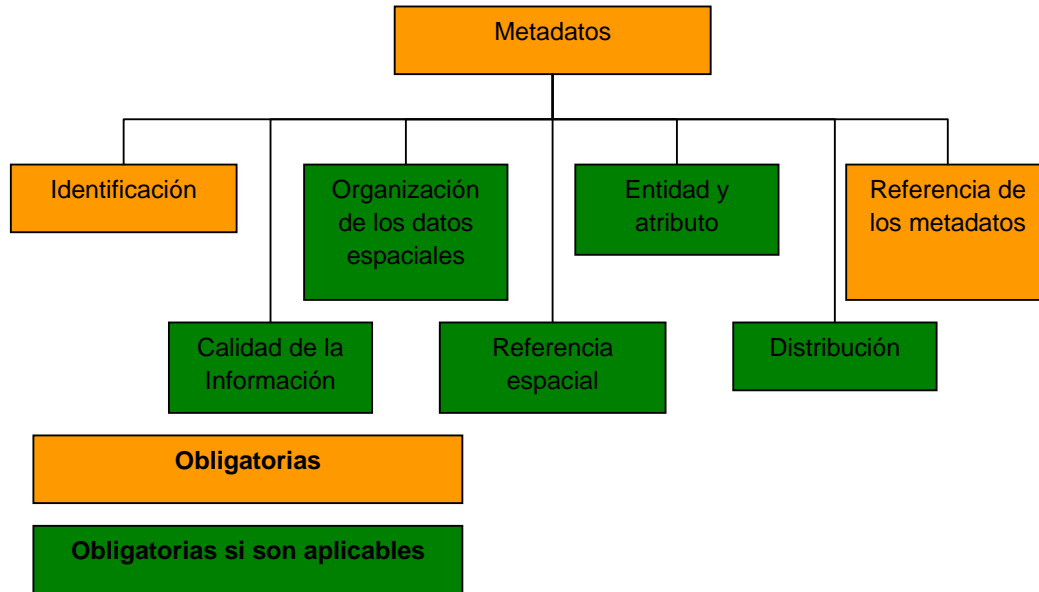 Metadatos
Identificación
Organización
de los datos
espaciales
Entidad y
atributo
Referencia de
los metadatos
Calidad de la
Información
Referencia
espacial
Distribución
Obligatorias
Obligatorias si son aplicables